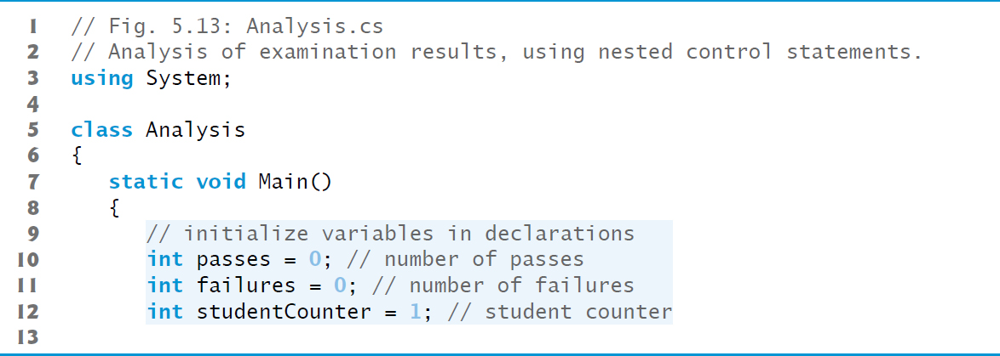 1 // Fig. 5.13: Analysis.cs
2 // Analysis of examination results, using nested control statements.
3 using System;
4
5 class Analysis
6 {
7 static void Main()
8 {
9 // initialize variables in declarations
10 int passes = 0; // number of passes
11 int failures = 0; // number of failures
12 int studentCounter = 1; // student counter
13